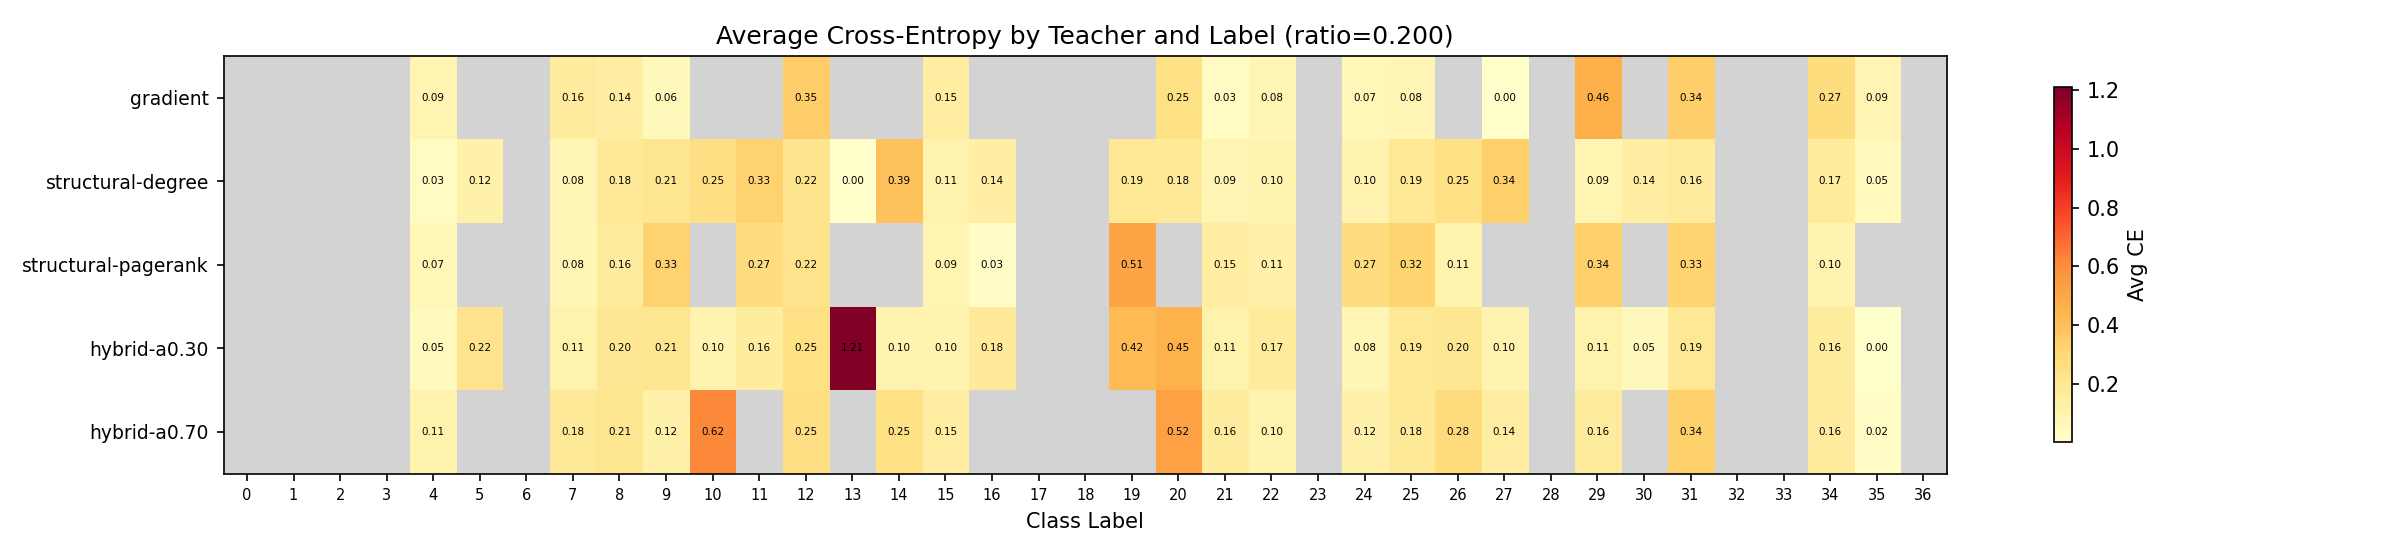 Average Cross-Entropy by Teacher and Label (ratio=0.200)
gradient 0.09 0.16 0.14 0.06 0.35 0.15 0.25 0.03 0.08 0.07 0.08 0.00 0.46 0.34 0.27 0.09
structural-degree 0.03 0.12 0.08 0.18 0.21 0.25 0.33 0.22 0.00 0.39 0.11 0.14 0.19 0.18 0.09 0.10 0.10 0.19 0.25 0.34 0.09 0.14 0.16 0.17 0.05
structural-pagerank 0.07 0.08 0.16 0.33 0.27 0.22 0.09 0.03 0.51 0.15 0.11 0.27 0.32 0.11 0.34 0.33 0.10
hybrid-a0.30 0.05 0.22 0.11 0.20 0.21 0.10 0.16 0.25 1.21 0.10 0.10 0.18 0.42 0.45 0.11 0.17 0.08 0.19 0.20 0.10 0.11 0.05 0.19 0.16 0.00
hybrid-a0.70 0.11 0.18 0.21 0.12 0.62 0.25 0.25 0.15 0.52 0.16 0.10 0.12 0.18 0.28 0.14 0.16 0.34 0.16 0.02
0 1 2 3 4 5 6 7 8 9 10 11 12 13 14 15 16 17 18 19 20 21 22 23 24 25 26 27 28 29 30 31 32 33 34 35 36
Class Label
1.2
1.0
0.8
0.6
0.4
0.2
Avg CE